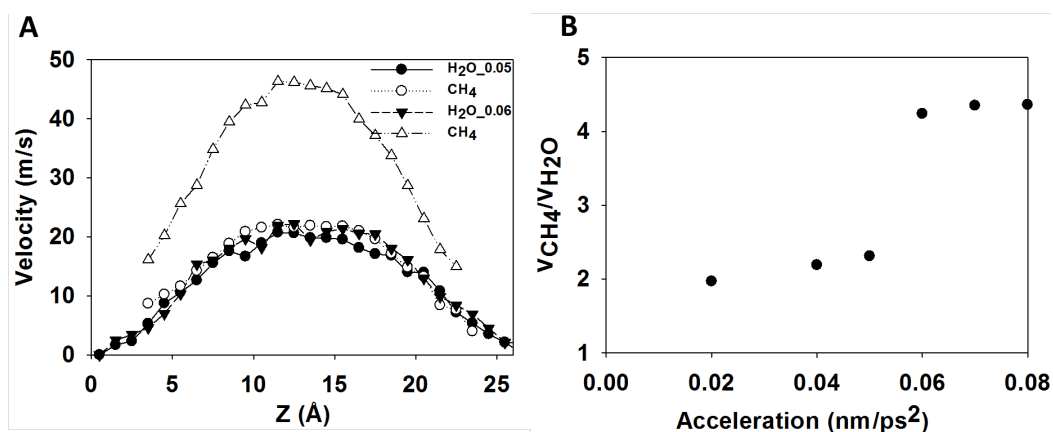 A
50
40
30
20
10
0
Velocity (m/s)
H2O_0.05
CH4
H2O_0.06
CH4
0 5 10 15 20 25
Z (Å)
B
5
4
3
2
1
VCH4/VH2O
0.00 0.02 0.04 0.06 0.08
Acceleration (nm/ps2)